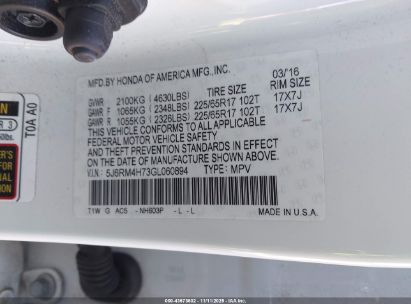 MFD.BY HONDA OF AMERICA MFG.,INC. 03/16
GVWR 2100KG (4630LBS) RIM SIZE
GAWR F 1065KG (2348LBS) 225/65R17 102T 17X7J
GAWR R 1055KG (2326LBS) 225/65R17 102T 17X7J
THIS VEHICLE CONFORMS TO ALL APPLICABLE
FEDERAL MOTOR VEHICLE SAFETY, BUMPER, AND
THEFT PREVENTION STANDARDS IN EFFECT ON THE
DATE OF MANUFACTURE SHOWN ABOVE.
V.I.N.: 5J6RM4H73GL060894 TYPE: MPV
T1W G AC5 - NH603P - L - L
MADE IN U.S.A.
T0A A0
3